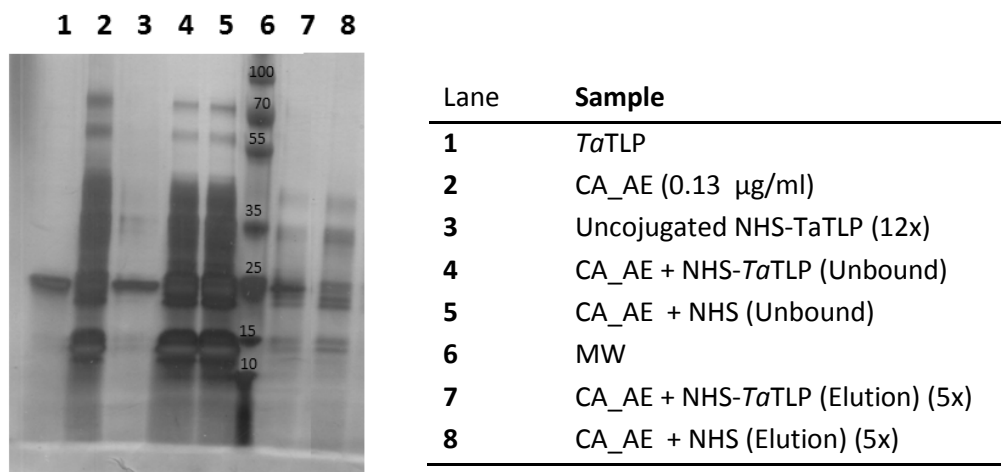 1 2 3 4 5 6 7 8
100
70
55
35
25
15
10
Lane Sample
1 TaTLP
2 CA_AE (0.13 µg/ml)
3 Uncojugated NHS-TaTLP (12x)
4 CA_AE + NHS-TaTLP (Unbound)
5 CA_AE + NHS (Unbound)
6 MW
7 CA_AE + NHS-TaTLP (Elution) (5x)
8 CA_AE + NHS (Elution) (5x)